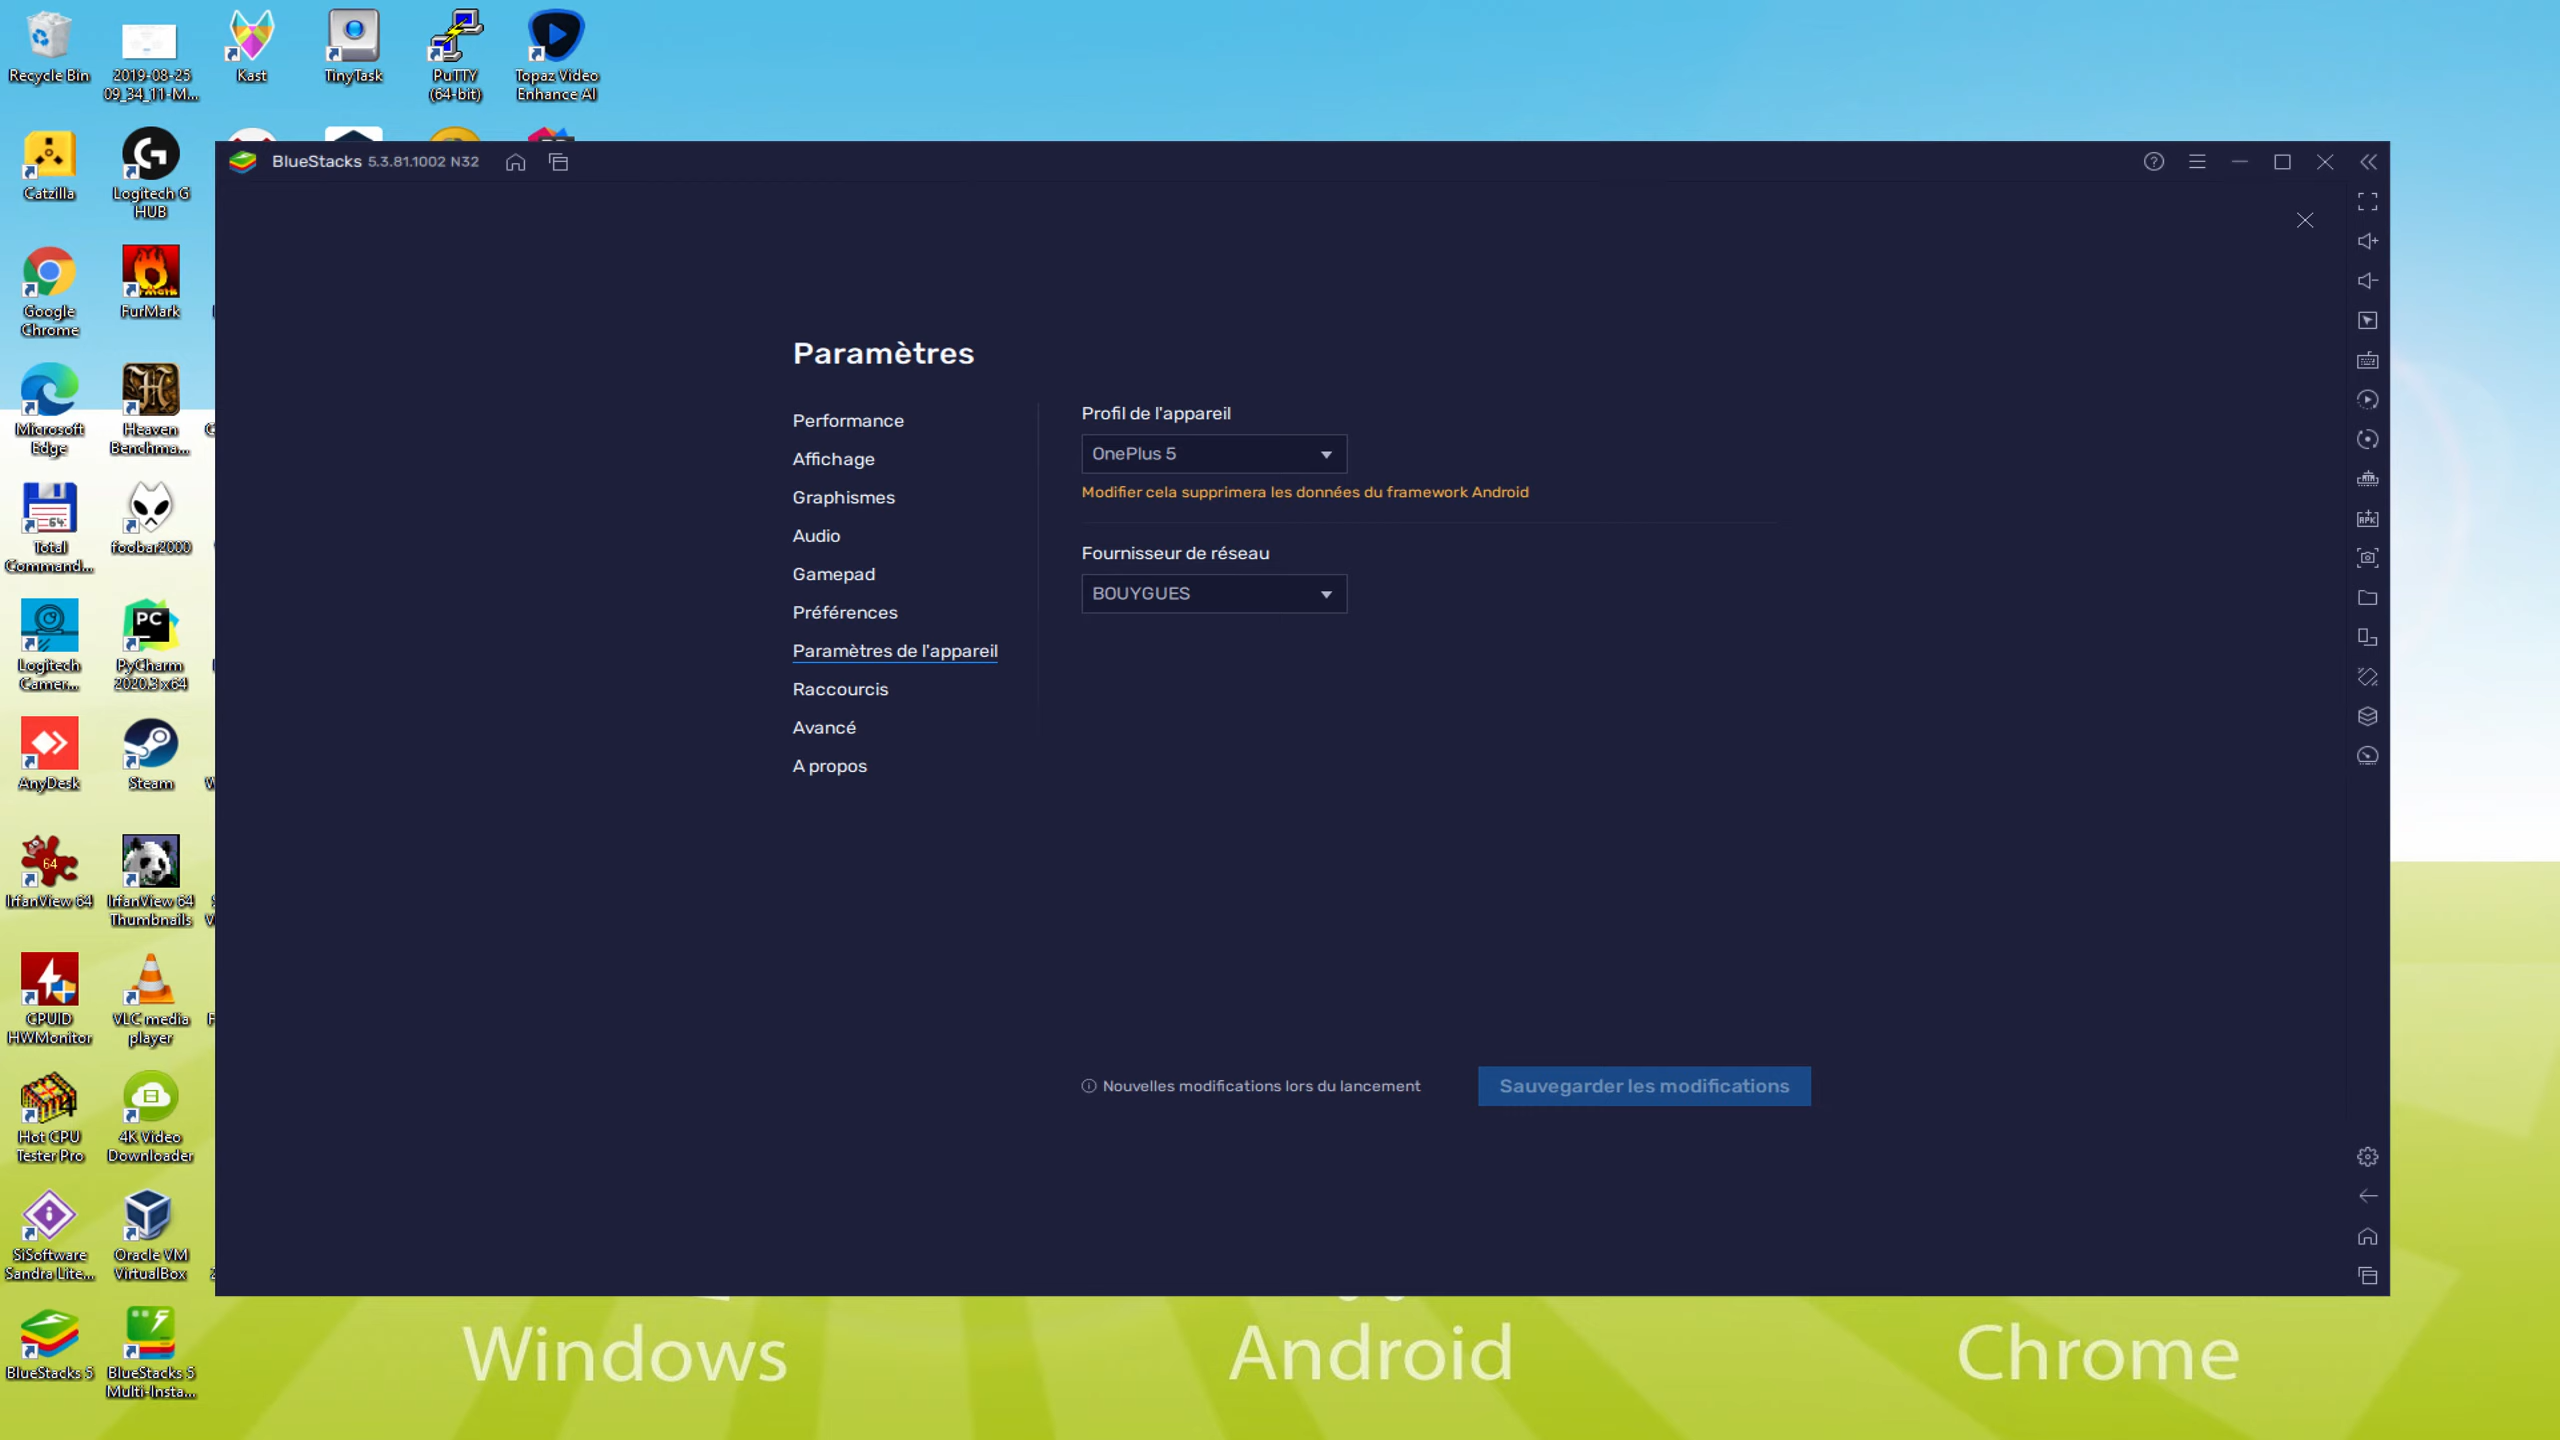 Recycle Bin
2019-08-25
09_34_11-M...
Kast
TinyTask
PuTTY
(64-bit)
Topaz Video
Enhance AI
Catzilla
Logitech G
HUB
Google
Chrome
FurMark
Microsoft
Edge
Heaven
Benchma...
Total
Command...
foobar2000
Logitech
Camer...
PyCharm
2020.3 x64
AnyDesk
Steam
IrfanView 64
IrfanView 64
Thumbnails
CPUID
HWMonitor
VLC media
player
Hot CPU
Tester Pro
4K Video
Downloader
SiSoftware
Sandra Lite...
Oracle VM
VirtualBox
BlueStacks 5
BlueStacks 5
Multi-Insta...
BlueStacks 5.3.81.1002 N32
Paramètres
Performance
Affichage
Graphismes
Audio
Gamepad
Préférences
Paramètres de l'appareil
Raccourcis
Avancé
A propos
Profil de l'appareil
OnePlus 5
Modifier cela supprimera les données du framework Android
Fournisseur de réseau
BOUYGUES
Nouvelles modifications lors du lancement
Sauvegarder les modifications
Windows
Android
Chrome